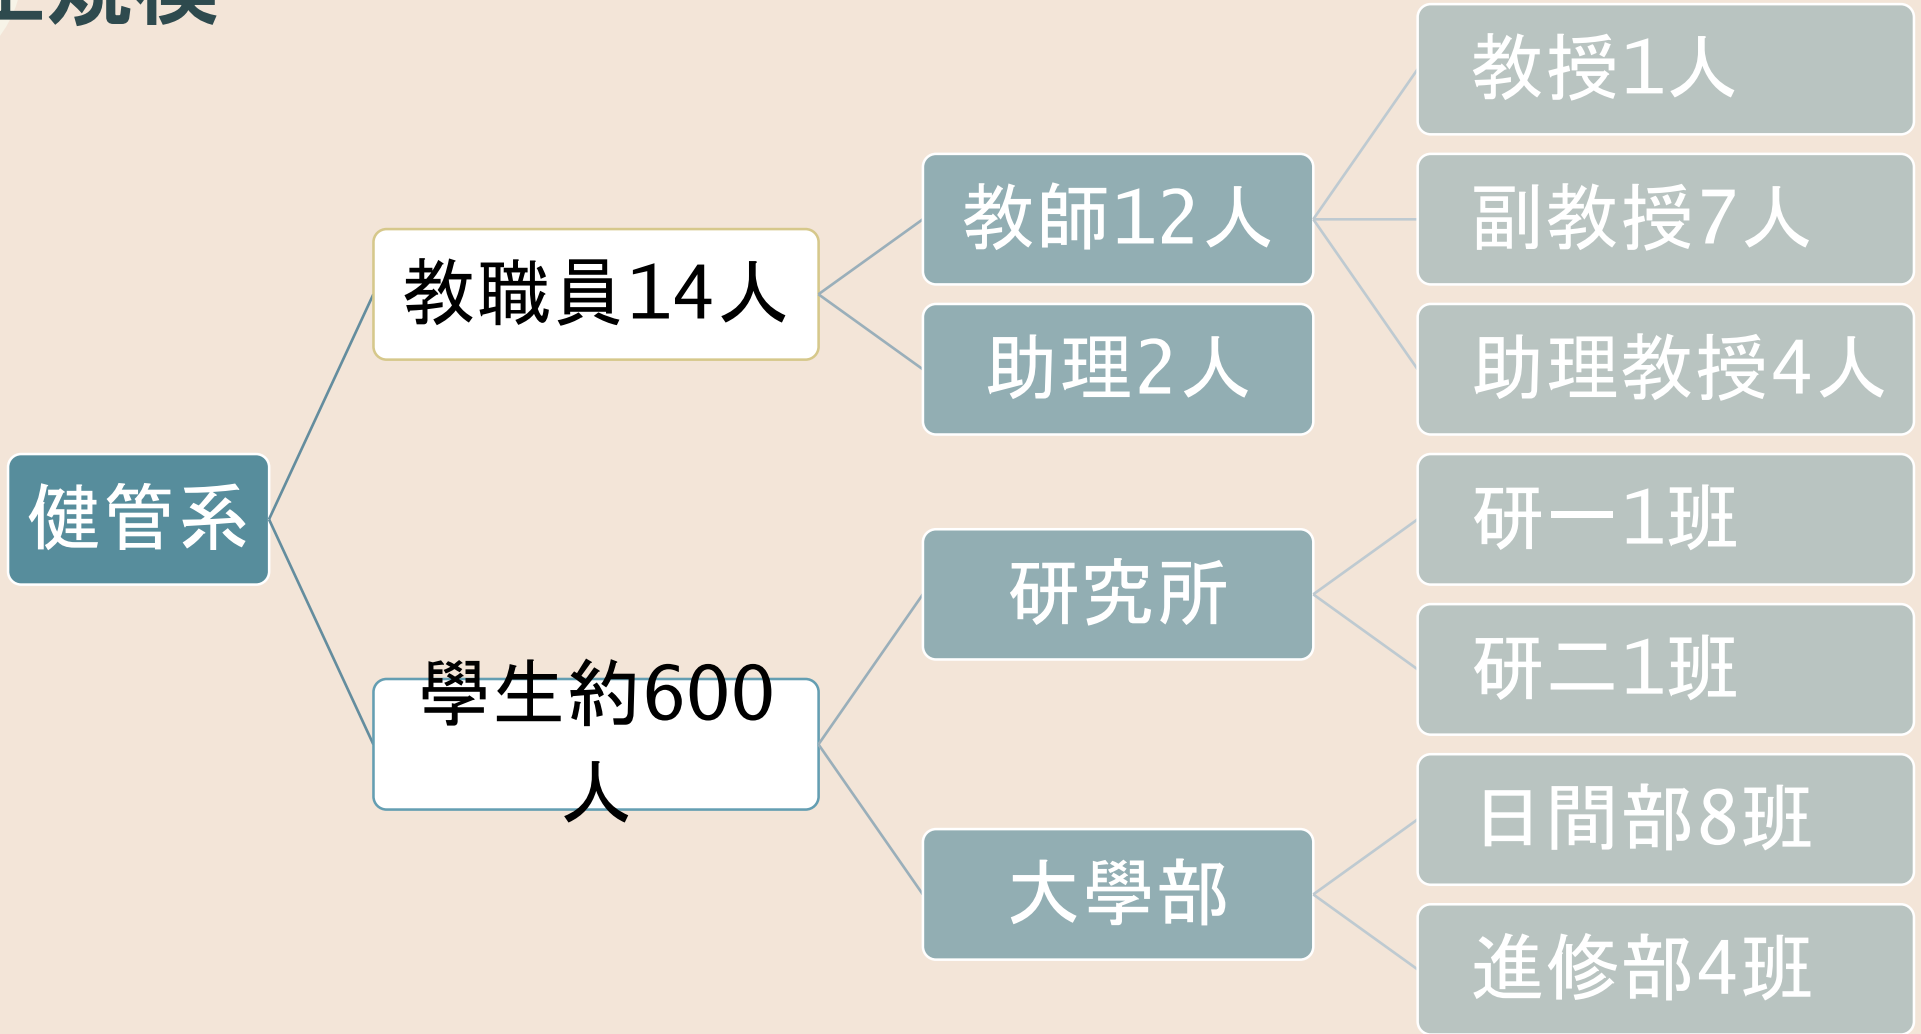 規模
健管系
教職員14人
教師12人
教授1人
副教授7人
助理教授4人
助理2人
學生約600
人
研究所
研一1班
研二1班
大學部
日間部8班
進修部4班